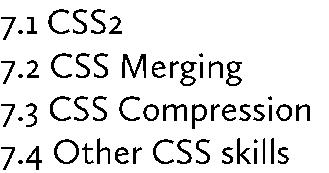 7.1 CSS2
7.2 CSS Merging
7.3 CSS Compression
7.4 Other CSS skills